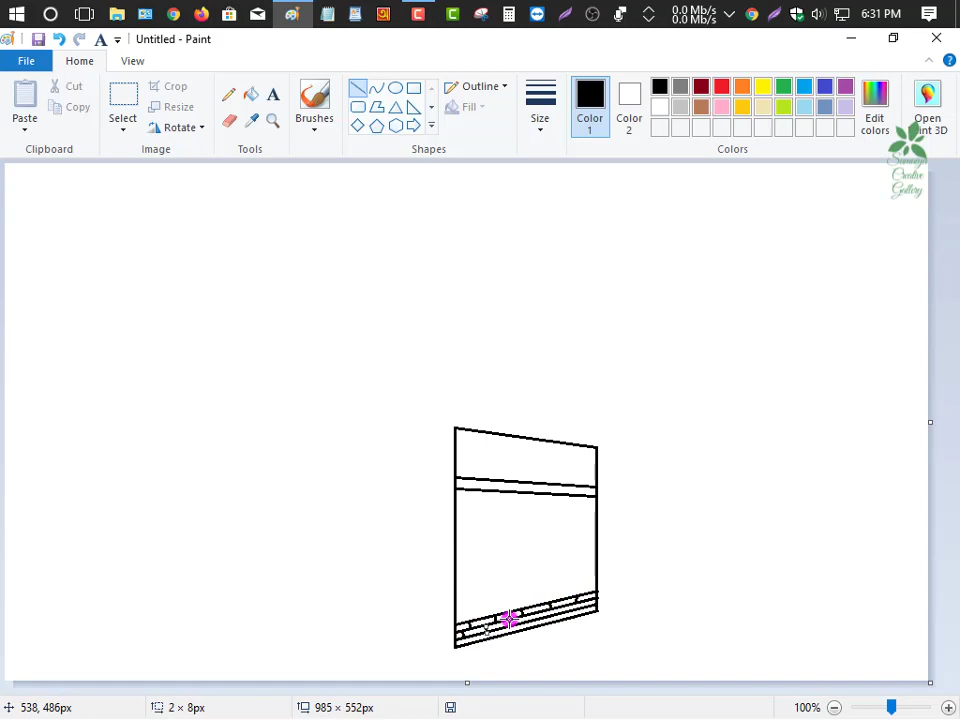 0.0 Mb/s
0.0 Mb/s
6:31 PM
Untitled - Paint
File
Home
View
Paste
Cut
Copy
Clipboard
Select
Crop
Resize
Rotate
Image
Tools
Brushes
Shapes
Outline
Fill
Size
Color
1
Color
2
Colors
Edit
colors
Open
nt 3D
Creative
Gallery
538, 486px
2 × 8px
985 × 552px
100%